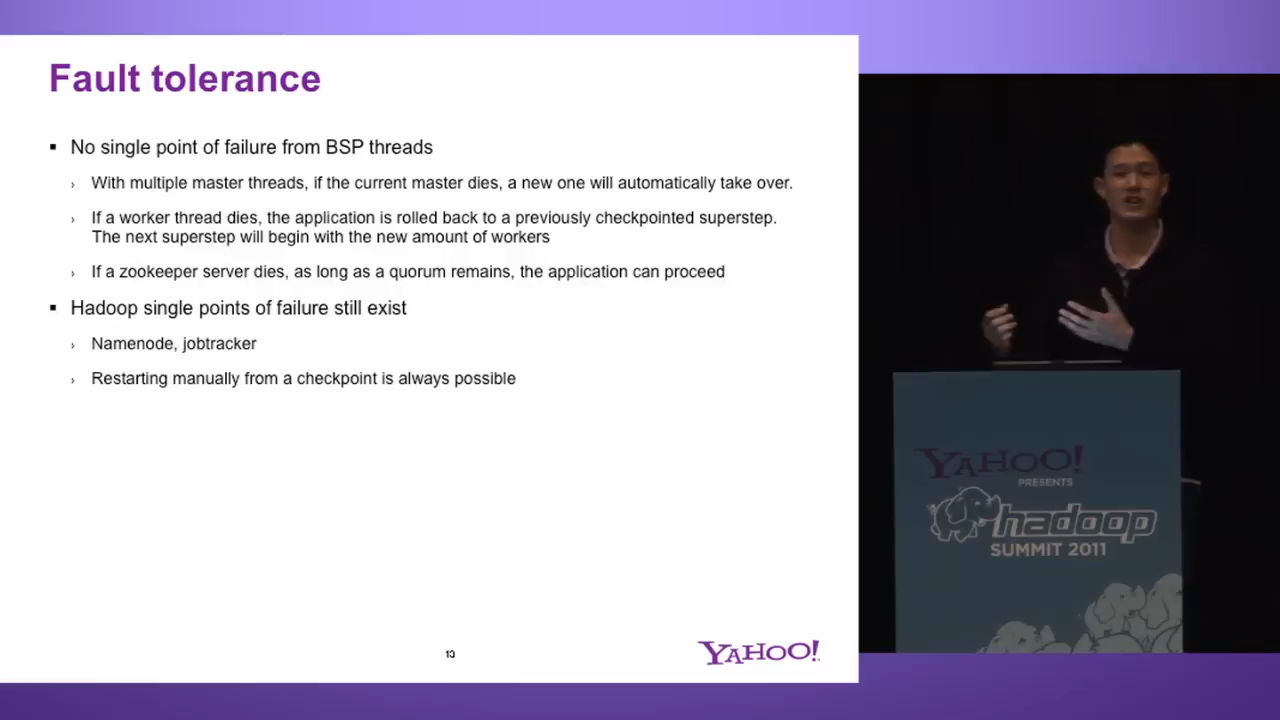 Fault tolerance
▪ No single point of failure from BSP threads
› With multiple master threads, if the current master dies, a new one will automatically take over.
› If a worker thread dies, the application is rolled back to a previously checkpointed superstep.
The next superstep will begin with the new amount of workers
› If a zookeeper server dies, as long as a quorum remains, the application can proceed
▪ Hadoop single points of failure still exist
› Namenode, jobtracker
› Restarting manually from a checkpoint is always possible
13
YAHOO!
YAHOO!
PRESENTS
hadoop
SUMMIT 2011